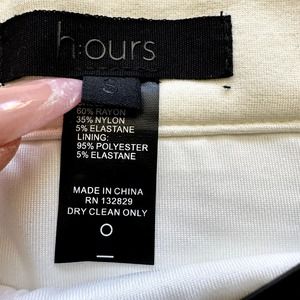 h:ours
S
60% RAYON
35% NYLON
5% ELASTANE
LINING:
95% POLYESTER
5% ELASTANE
MADE IN CHINA
RN 132829
DRY CLEAN ONLY